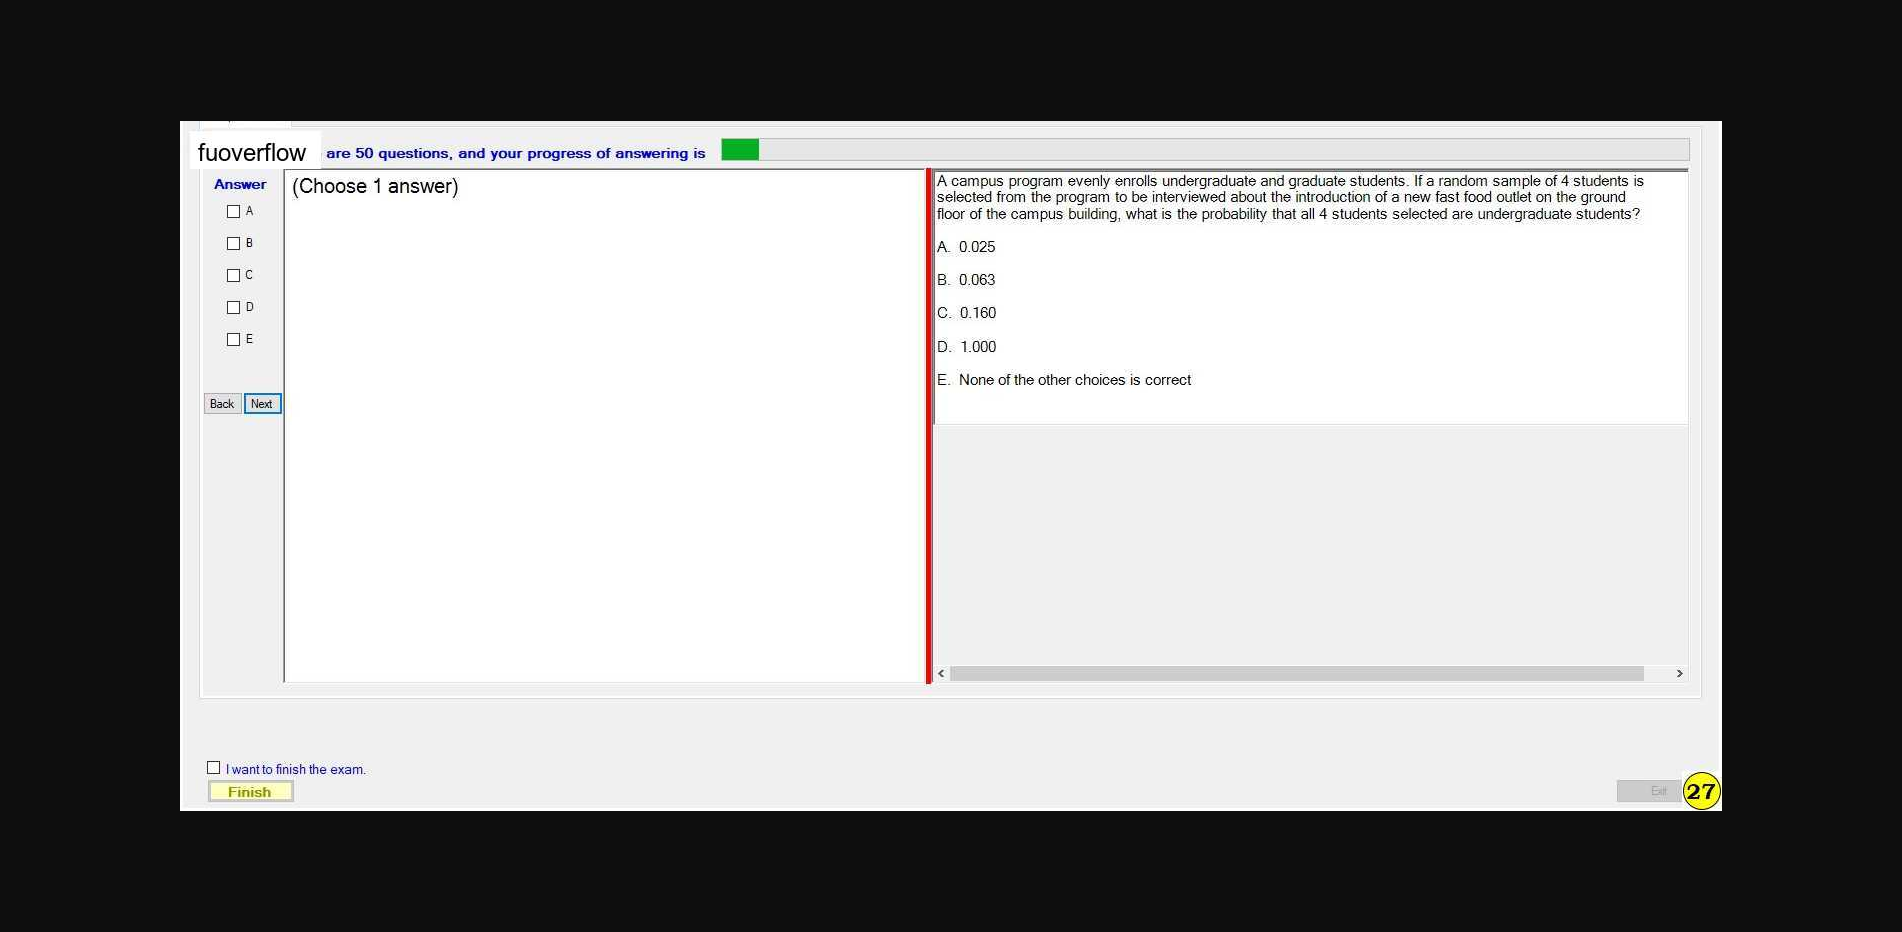 fuoverflow are 50 questions, and your progress of answering is
Answer
(Choose 1 answer)
A
B
C
D
E
Back Next
A campus program evenly enrolls undergraduate and graduate students. If a random sample of 4 students is
selected from the program to be interviewed about the introduction of a new fast food outlet on the ground
floor of the campus building, what is the probability that all 4 students selected are undergraduate students?
A. 0.025
B. 0.063
C. 0.160
D. 1.000
E. None of the other choices is correct
I want to finish the exam.
Finish
Exit
27